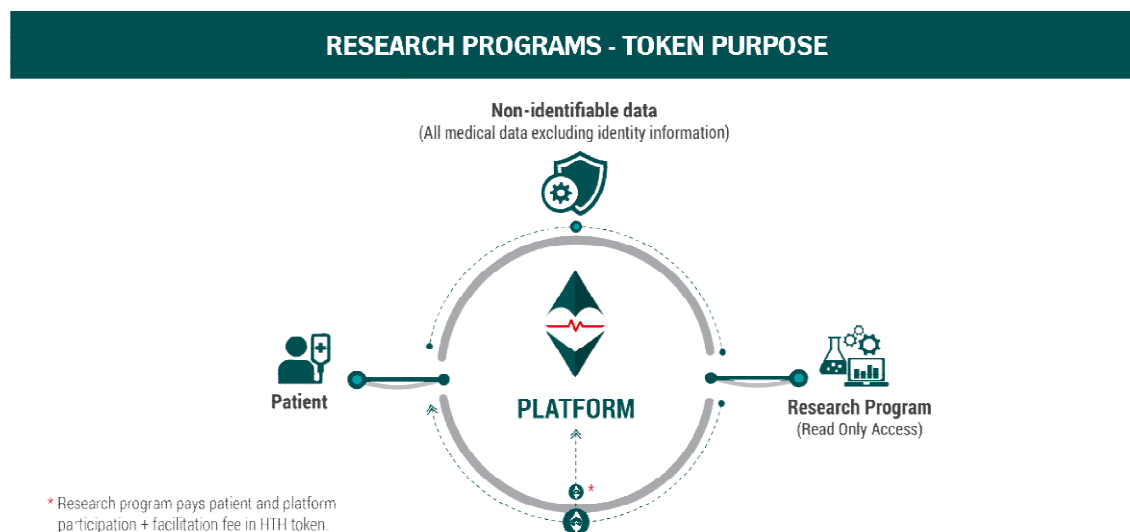 RESEARCH PROGRAMS - TOKEN PURPOSE
Non-identifiable data
(All medical data excluding identity information)
Patient
PLATFORM
Research Program
(Read Only Access)
*
* Research program pays patient and platform
participation + facilitation fee in HTH token.